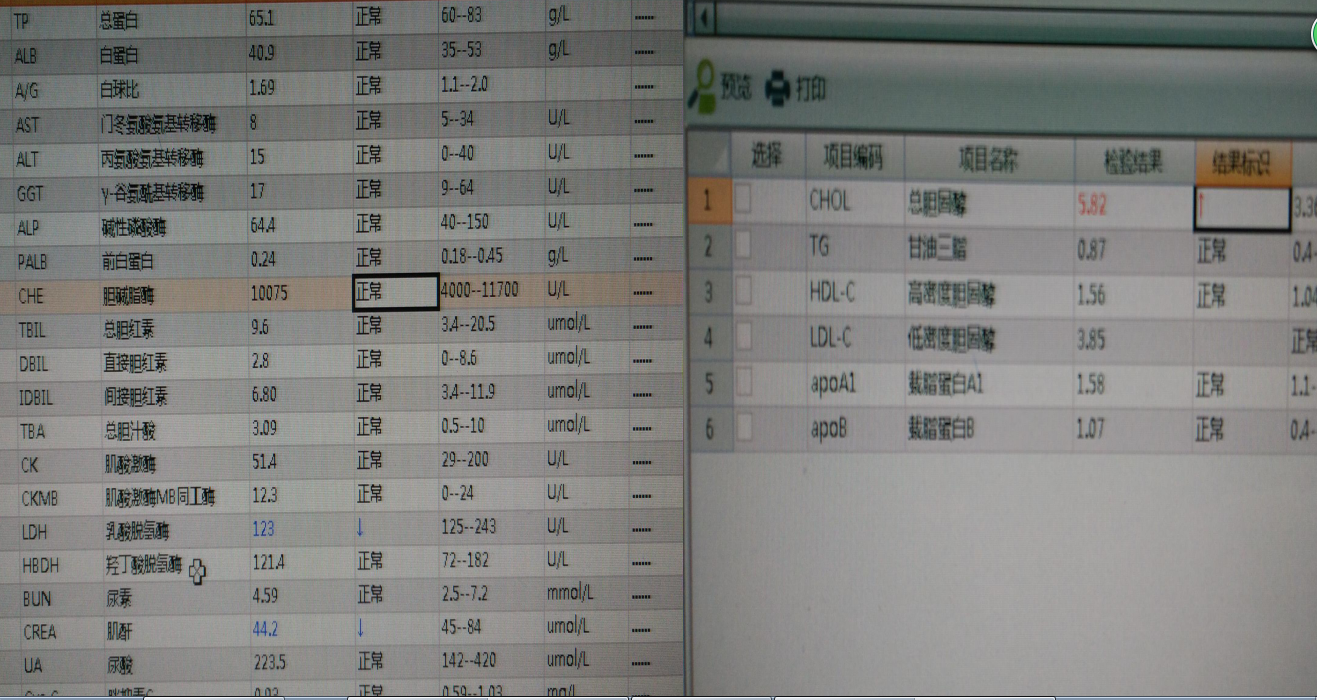 TP 总蛋白 65.1 正常 60--83 g/L ......
ALB 白蛋白 40.9 正常 35--53 g/L ......
A/G 白球比 1.69 正常 1.1--2.0 ......
AST 门冬氨酸氨基转移酶 8 正常 5--34 U/L ......
ALT 丙氨酸氨基转移酶 15 正常 0--40 U/L ......
GGT γ-谷氨酰基转移酶 17 正常 9--64 U/L ......
ALP 碱性磷酸酶 64.4 正常 40--150 U/L ......
PALB 前白蛋白 0.24 正常 0.18--0.45 g/L ......
CHE 胆碱脂酶 10075 正常 4000--11700 U/L ......
TBIL 总胆红素 9.6 正常 3.4--20.5 umol/L ......
DBIL 直接胆红素 2.8 正常 0--8.6 umol/L ......
IDBIL 间接胆红素 6.80 正常 3.4--11.9 umol/L ......
TBA 总胆汁酸 3.09 正常 0.5--10 umol/L ......
CK 肌酸激酶 51.4 正常 29--200 U/L ......
CKMB 肌酸激酶MB同工酶 12.3 正常 0--24 U/L ......
LDH 乳酸脱氢酶 123 ↓ 125--243 U/L ......
HBDH 羟丁酸脱氢酶 121.4 正常 72--182 U/L ......
BUN 尿素 4.59 正常 2.5--7.2 mmol/L ......
CREA 肌酐 44.2 ↓ 45--84 umol/L ......
UA 尿酸 223.5 正常 142--420 umol/L ......
正常 0.59--1.03 mg/L
预览 打印
选择 项目编码 项目名称 检验结果 结果标识
1 CHOL 总胆固醇 5.82 ↑ 3.36
2 TG 甘油三脂 0.87 正常 0.4-
3 HDL-C 高密度胆固醇 1.56 正常 1.04
4 LDL-C 低密度胆固醇 3.85 正常
5 apoA1 载脂蛋白A1 1.58 正常 1.1-
6 apoB 载脂蛋白B 1.07 正常 0.4-